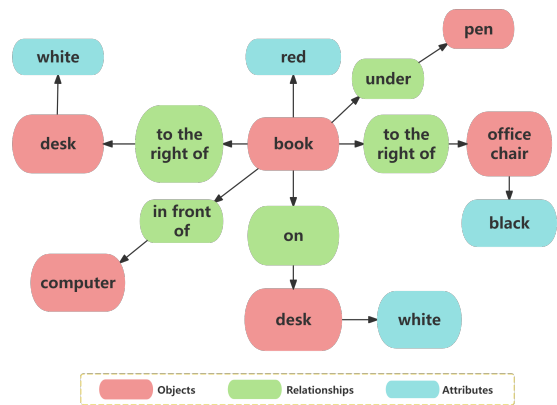 pen
white
red
under
desk
to the
right of
book
to the
right of
office
chair
in front
of
on
black
computer
desk
white
Objects
Relationships
Attributes